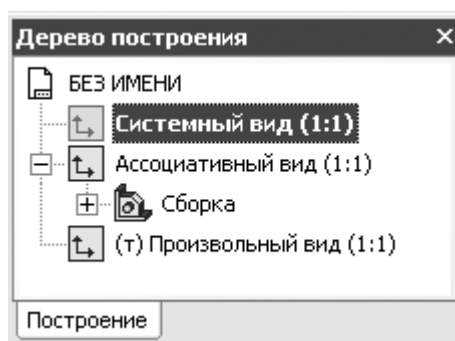 Дерево построения
БЕЗ ИМЕНИ
Системный вид (1:1)
Ассоциативный вид (1:1)
Сборка
(т) Произвольный вид (1:1)
Построение